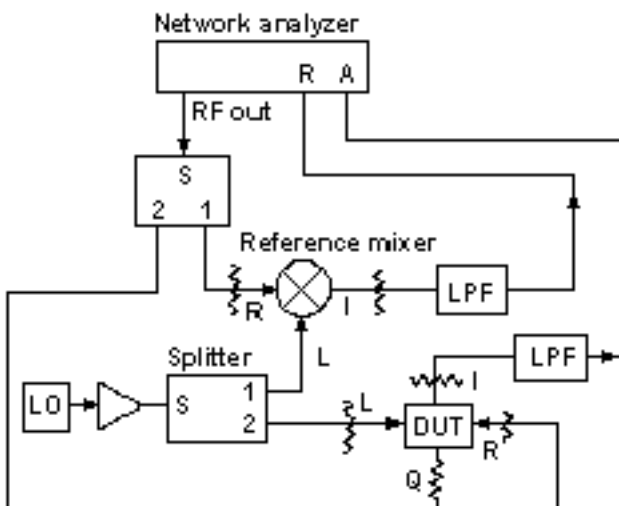 Network analyzer
R A
RF out
S
2 1
Reference mixer
R
I
LPF
L
Splitter
LPF
LO
S
1
2
L
I
DUT
R
Q